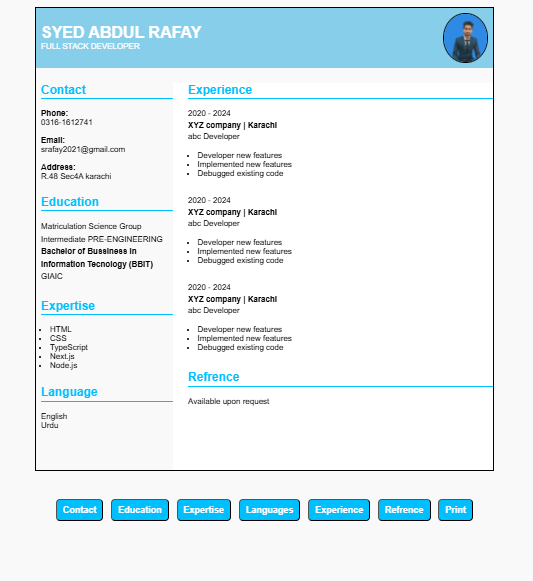 SYED ABDUL RAFAY
FULL STACK DEVELOPER
Contact
Phone:
0316-1612741
Email:
srafay2021@gmail.com
Address:
R.48 Sec4A karachi
Education
Matriculation Science Group
Intermediate PRE-ENGINEERING
Bachelor of Bussiness in
Information Tecnology (BBIT)
GIAIC
Expertise
HTML
CSS
TypeScript
Next.js
Node.js
Language
English
Urdu
Experience
2020 - 2024
XYZ company | Karachi
abc Developer
Developer new features
Implemented new features
Debugged existing code
2020 - 2024
XYZ company | Karachi
abc Developer
Developer new features
Implemented new features
Debugged existing code
2020 - 2024
XYZ company | Karachi
abc Developer
Developer new features
Implemented new features
Debugged existing code
Refrence
Available upon request
Contact Education Expertise Languages Experience Refrence Print